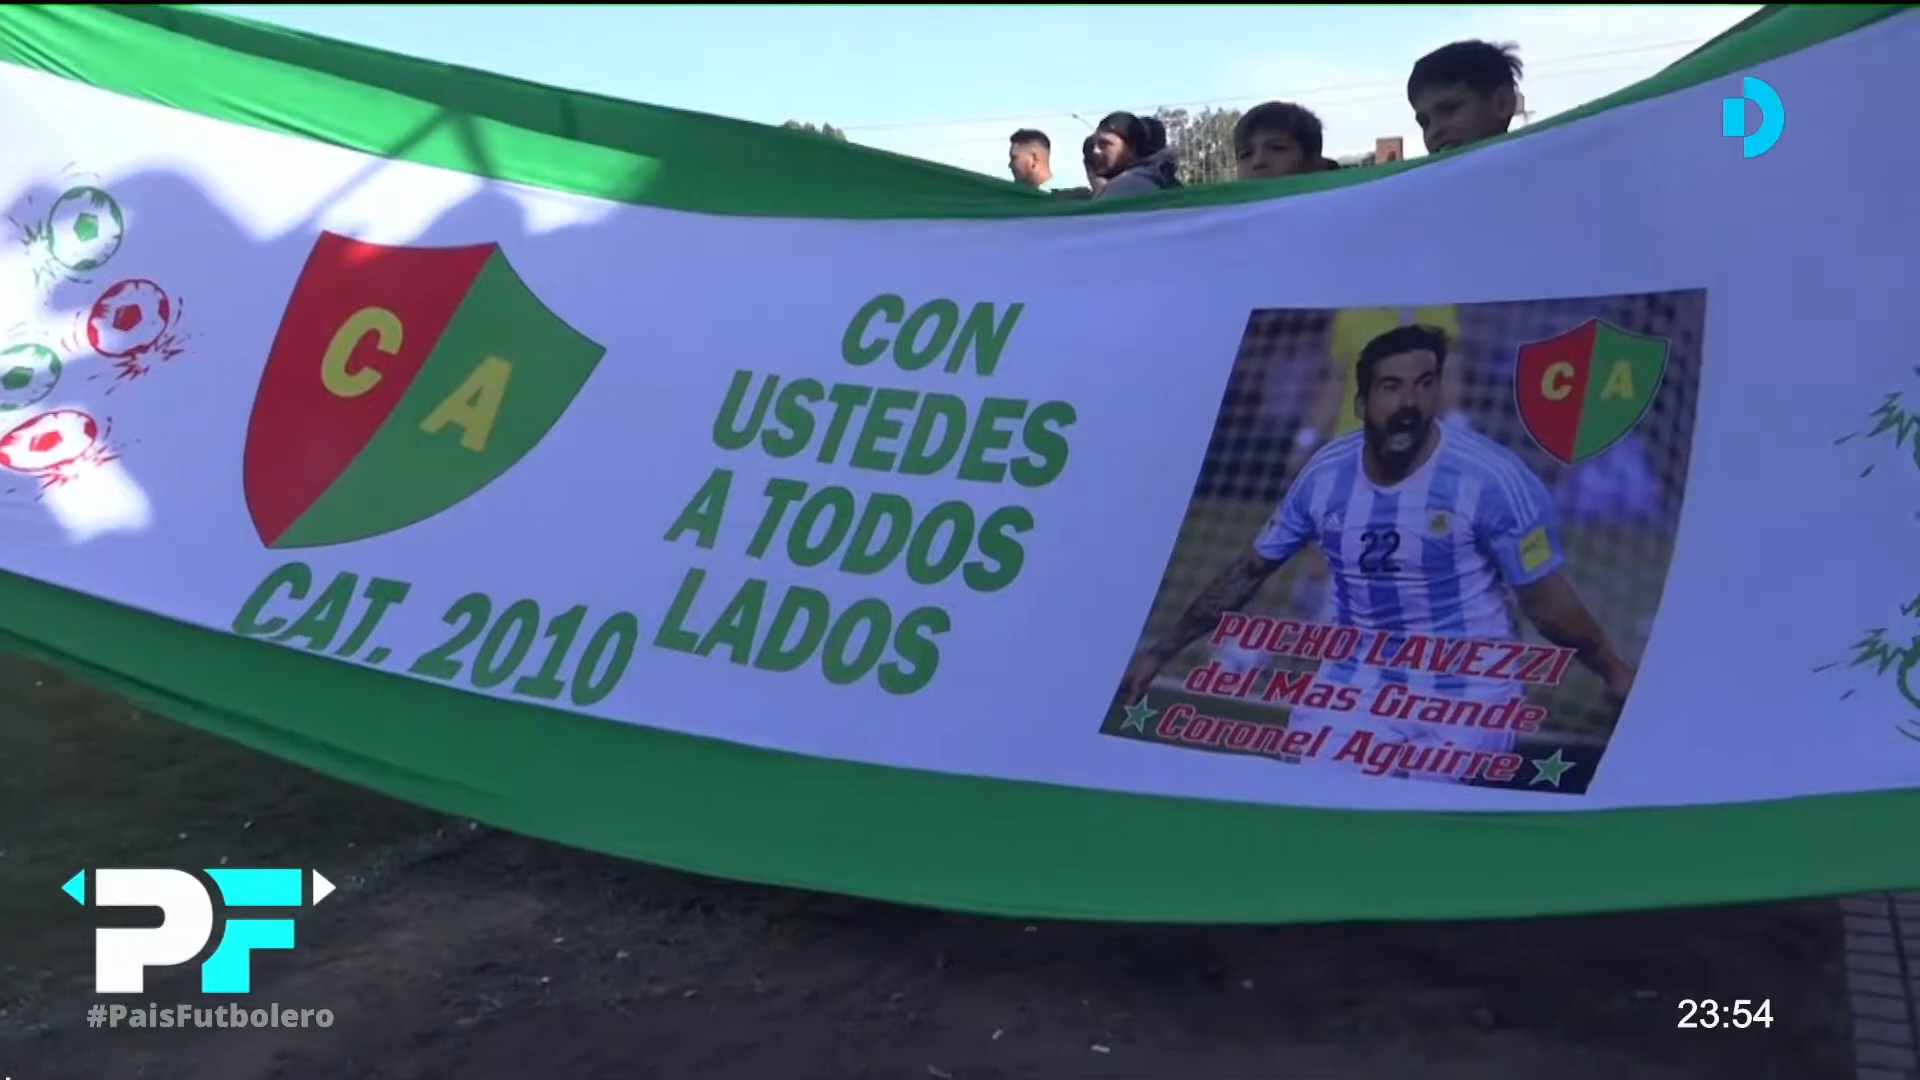 C A
CAT. 2010
CON
USTEDES
A TODOS
LADOS
C A
22
POCHO LAVEZZI
del Mas Grande
Coronel Aguirre
D
PF
#PaisFutbolero
23:54